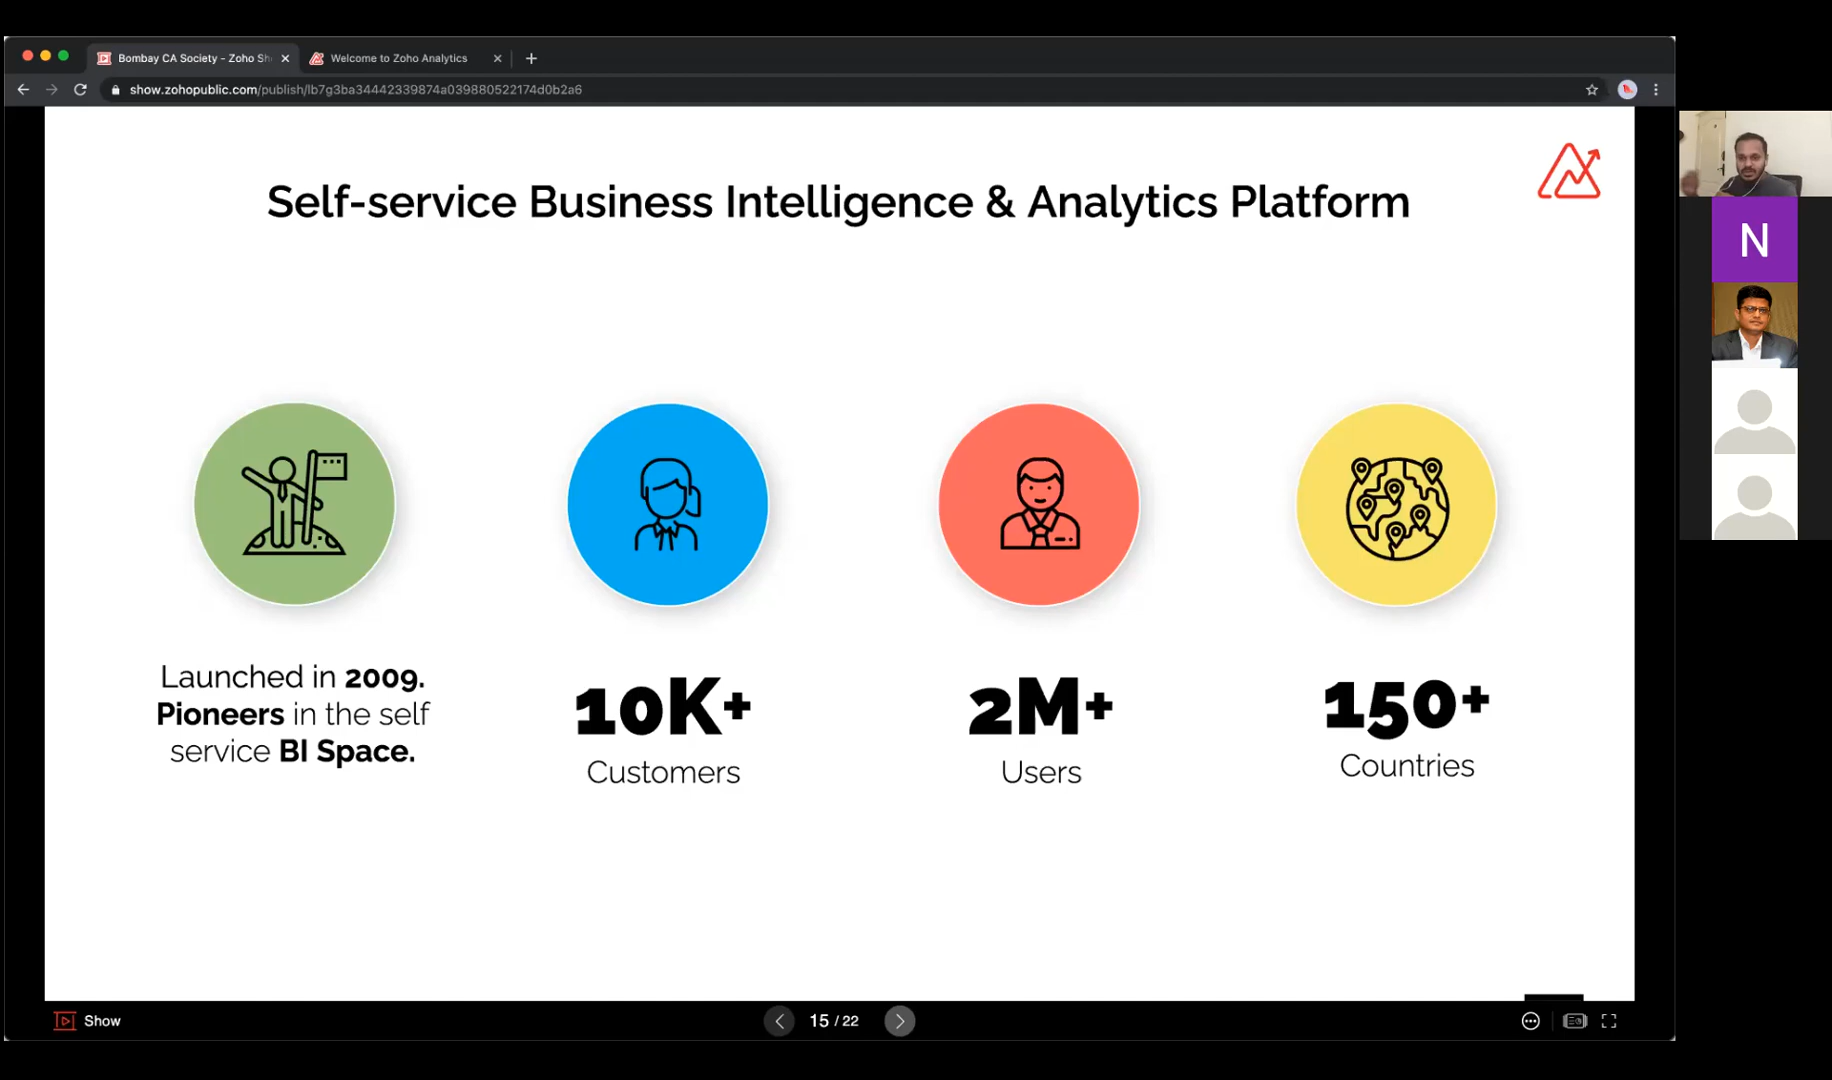 Bombay CA Society - Zoho Sh
Welcome to Zoho Analytics
show.zohopublic.com/publish/lb7g3ba34442339874a039880522174d0b2a6
Self-service Business Intelligence & Analytics Platform
N
Launched in 2009.
Pioneers in the self
service BI Space.
10K+
Customers
2M+
Users
150+
Countries
Show
15 / 22